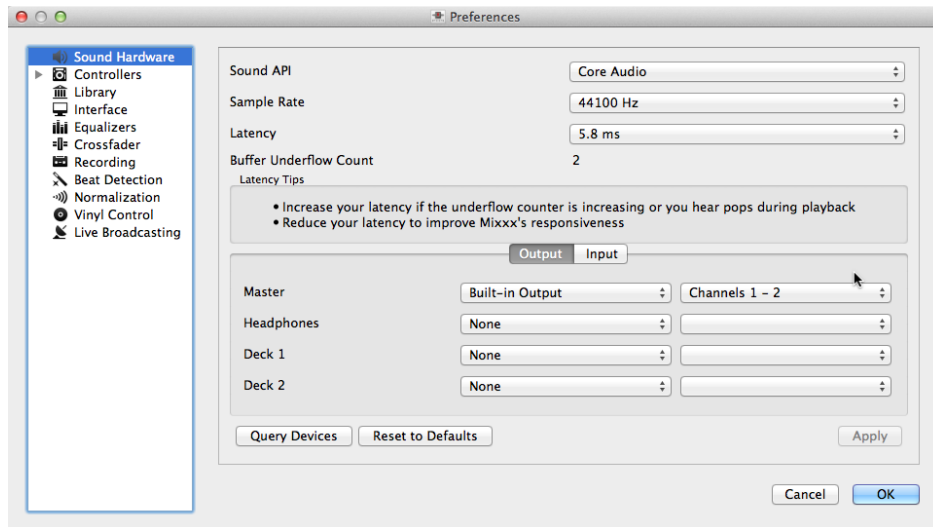 Preferences
Sound Hardware
Controllers
Library
Interface
Equalizers
Crossfader
Recording
Beat Detection
Normalization
Vinyl Control
Live Broadcasting
Sound API Core Audio
Sample Rate 44100 Hz
Latency 5.8 ms
Buffer Underflow Count 2
Latency Tips
• Increase your latency if the underflow counter is increasing or you hear pops during playback
• Reduce your latency to improve Mixxx's responsiveness
Output Input
Master Built-in Output Channels 1 – 2
Headphones None
Deck 1 None
Deck 2 None
Query Devices Reset to Defaults Apply
Cancel OK